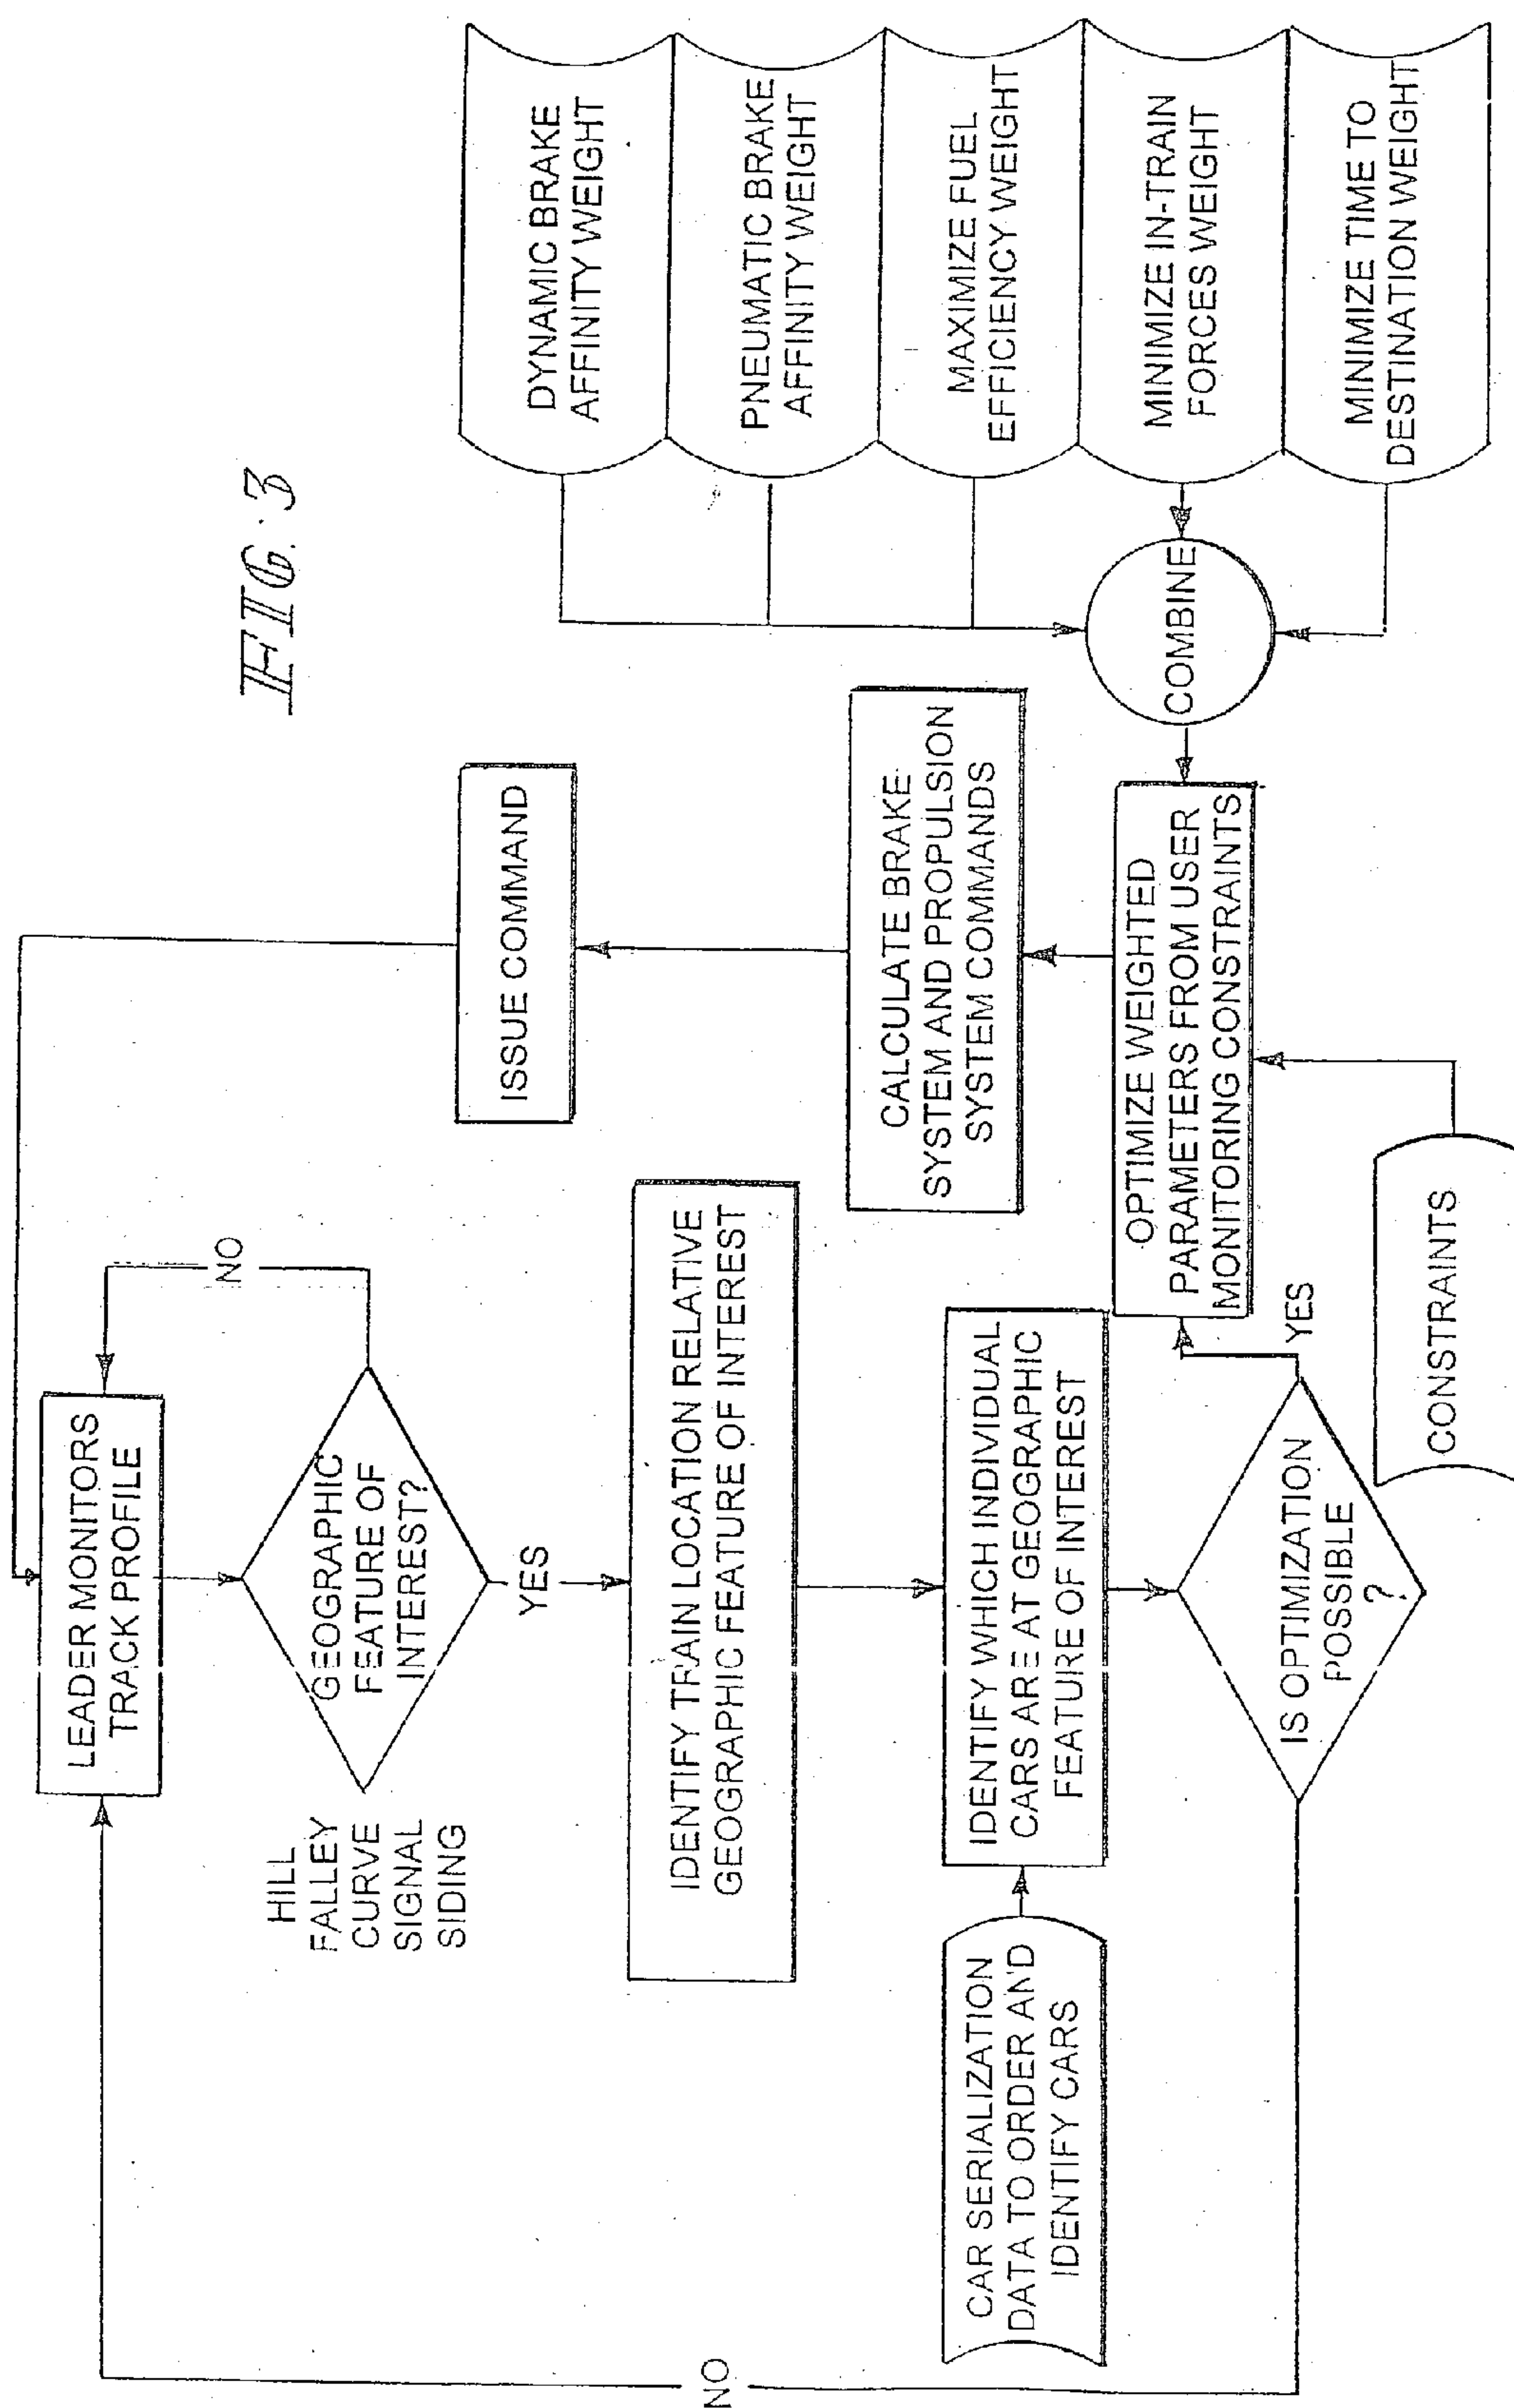 FIG. 3
LEADER MONITORS
TRACK PROFILE
NO
GEOGRAPHIC
FEATURE OF
INTEREST?
HILL
FALLEY
CURVE
SIGNAL
SIDING
YES
IDENTIFY TRAIN LOCATION RELATIVE
GEOGRAPHIC FEATURE OF INTEREST
CAR SERIALIZATION
DATA TO ORDER AND
IDENTIFY CARS
IDENTIFY WHICH INDIVIDUAL
CARS ARE AT GEOGRAPHIC
FEATURE OF INTEREST
IS OPTIMIZATION
POSSIBLE
?
NO
YES
CONSTRAINTS
OPTIMIZE WEIGHTED
PARAMETERS FROM USER
MONITORING CONSTRAINTS
CALCULATE BRAKE
SYSTEM AND PROPULSION
SYSTEM COMMANDS
ISSUE COMMAND
COMBINE
DYNAMIC BRAKE
AFFINITY WEIGHT
PNEUMATIC BRAKE
AFFINITY WEIGHT
MAXIMIZE FUEL
EFFICIENCY WEIGHT
MINIMIZE IN-TRAIN
FORCES WEIGHT
MINIMIZE TIME TO
DESTINATION WEIGHT